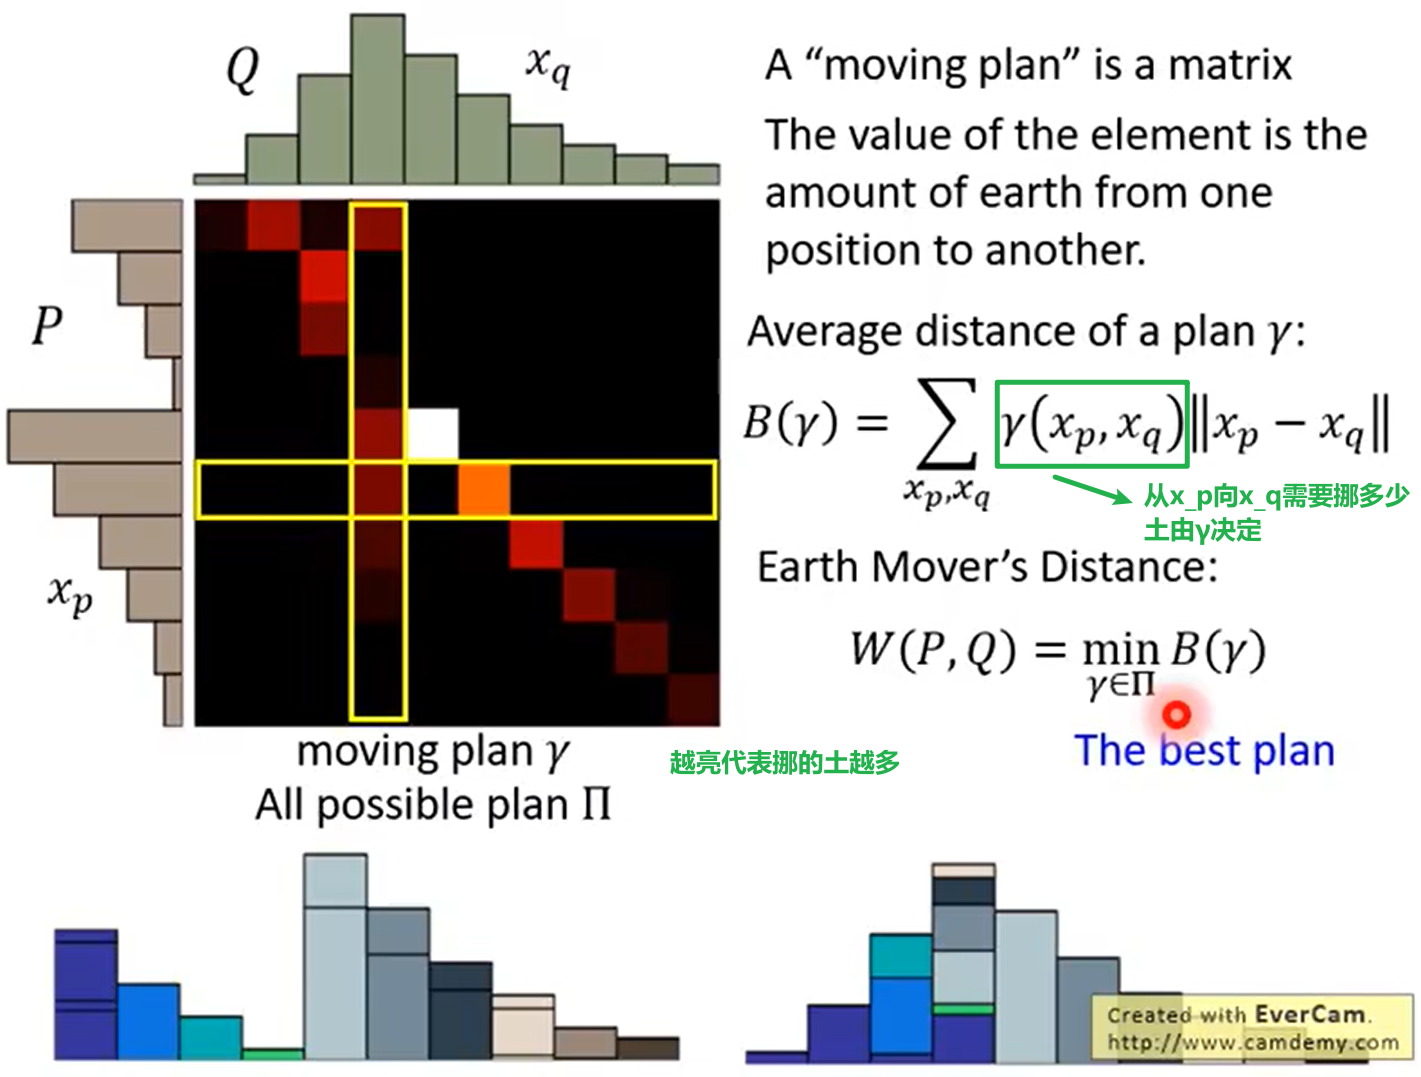 Q
x_q
P
x_p
moving plan γ
All possible plan Π
越亮代表挪的土越多
A “moving plan” is a matrix
The value of the element is the
amount of earth from one
position to another.
Average distance of a plan γ:
B(γ) = ∑_{x_p,x_q} γ(x_p, x_q)‖x_p − x_q‖
从x_p向x_q需要挪多少
土由γ决定
Earth Mover’s Distance:
W(P, Q) = min_{γ∈Π} B(γ)
The best plan
Created with EverCam.
http://www.camdemy.com